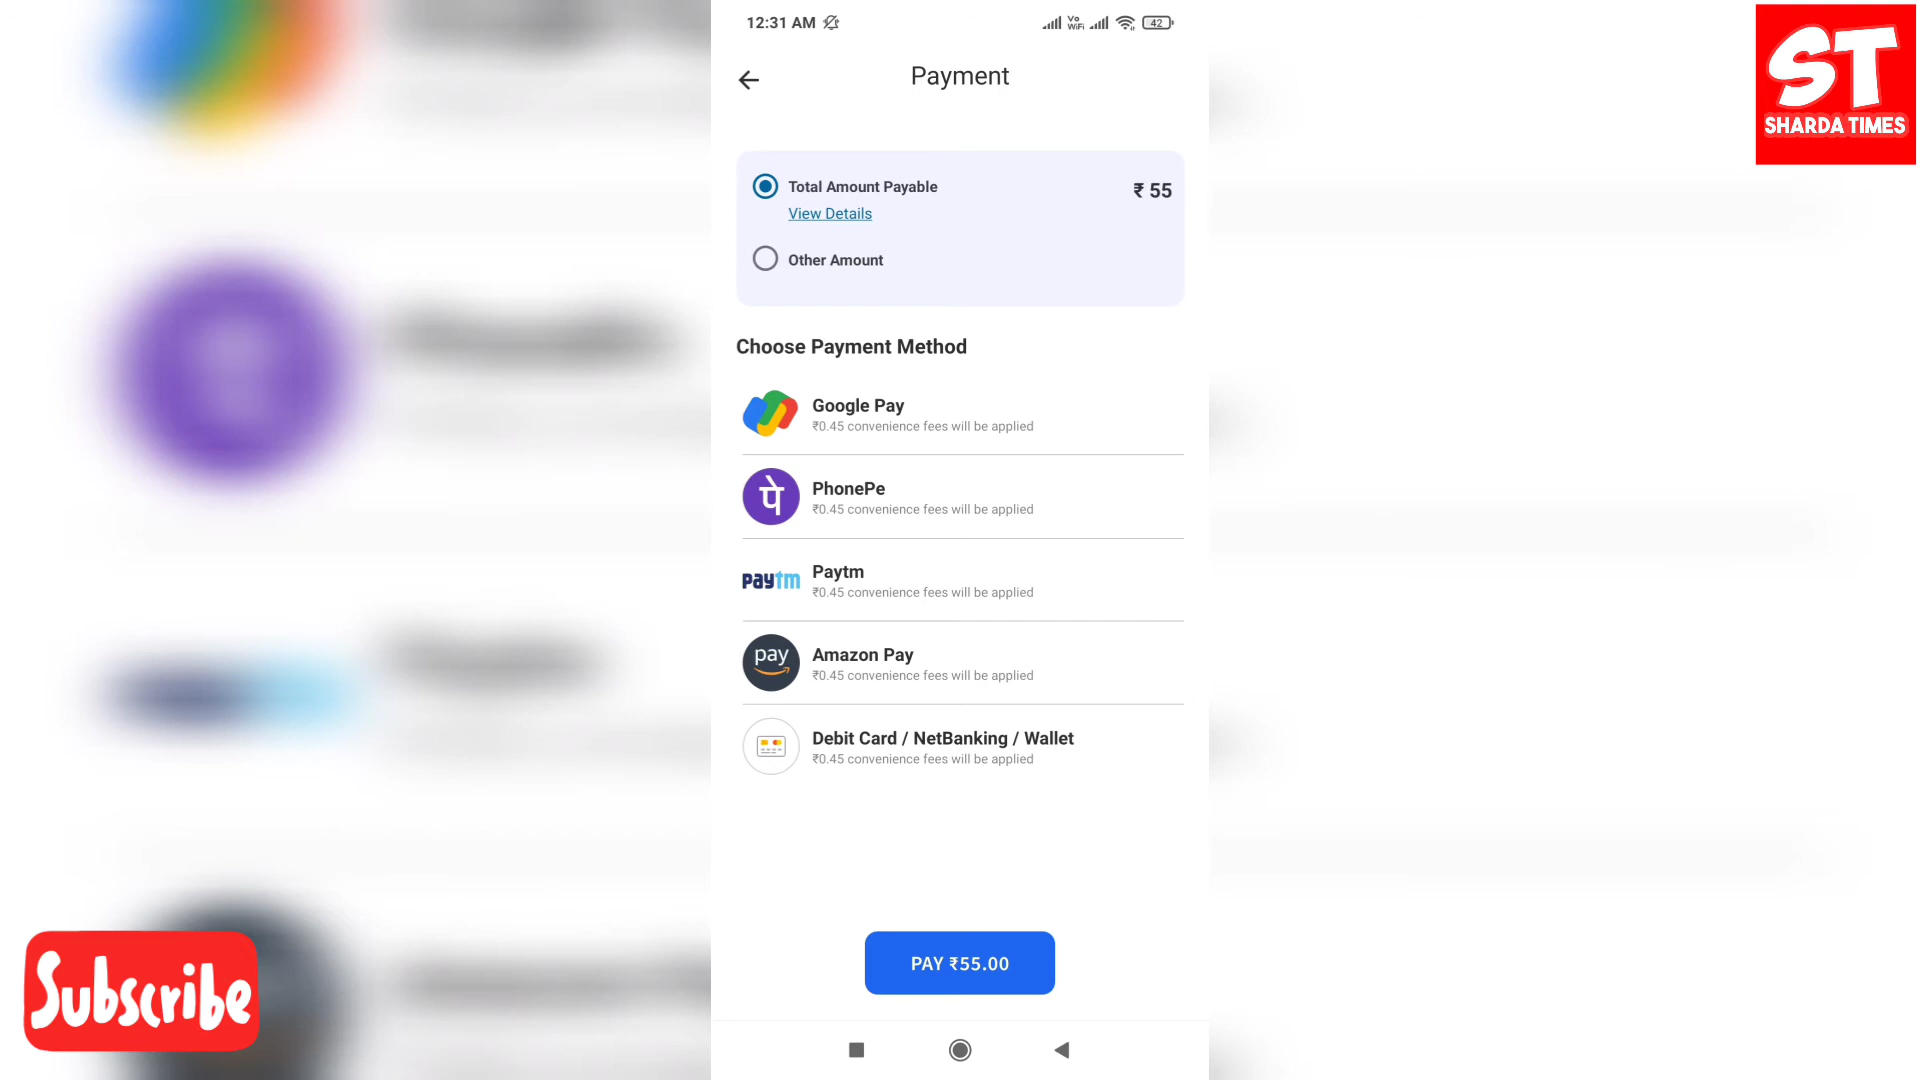 12:31 AM
Vo
WiFi
42
ST
SHARDA TIMES
Payment
Total Amount Payable
₹ 55
View Details
Other Amount
Choose Payment Method
Google Pay
₹0.45 convenience fees will be applied
पे
PhonePe
₹0.45 convenience fees will be applied
paytm
Paytm
₹0.45 convenience fees will be applied
pay
Amazon Pay
₹0.45 convenience fees will be applied
Debit Card / NetBanking / Wallet
₹0.45 convenience fees will be applied
PAY ₹55.00
Subscribe